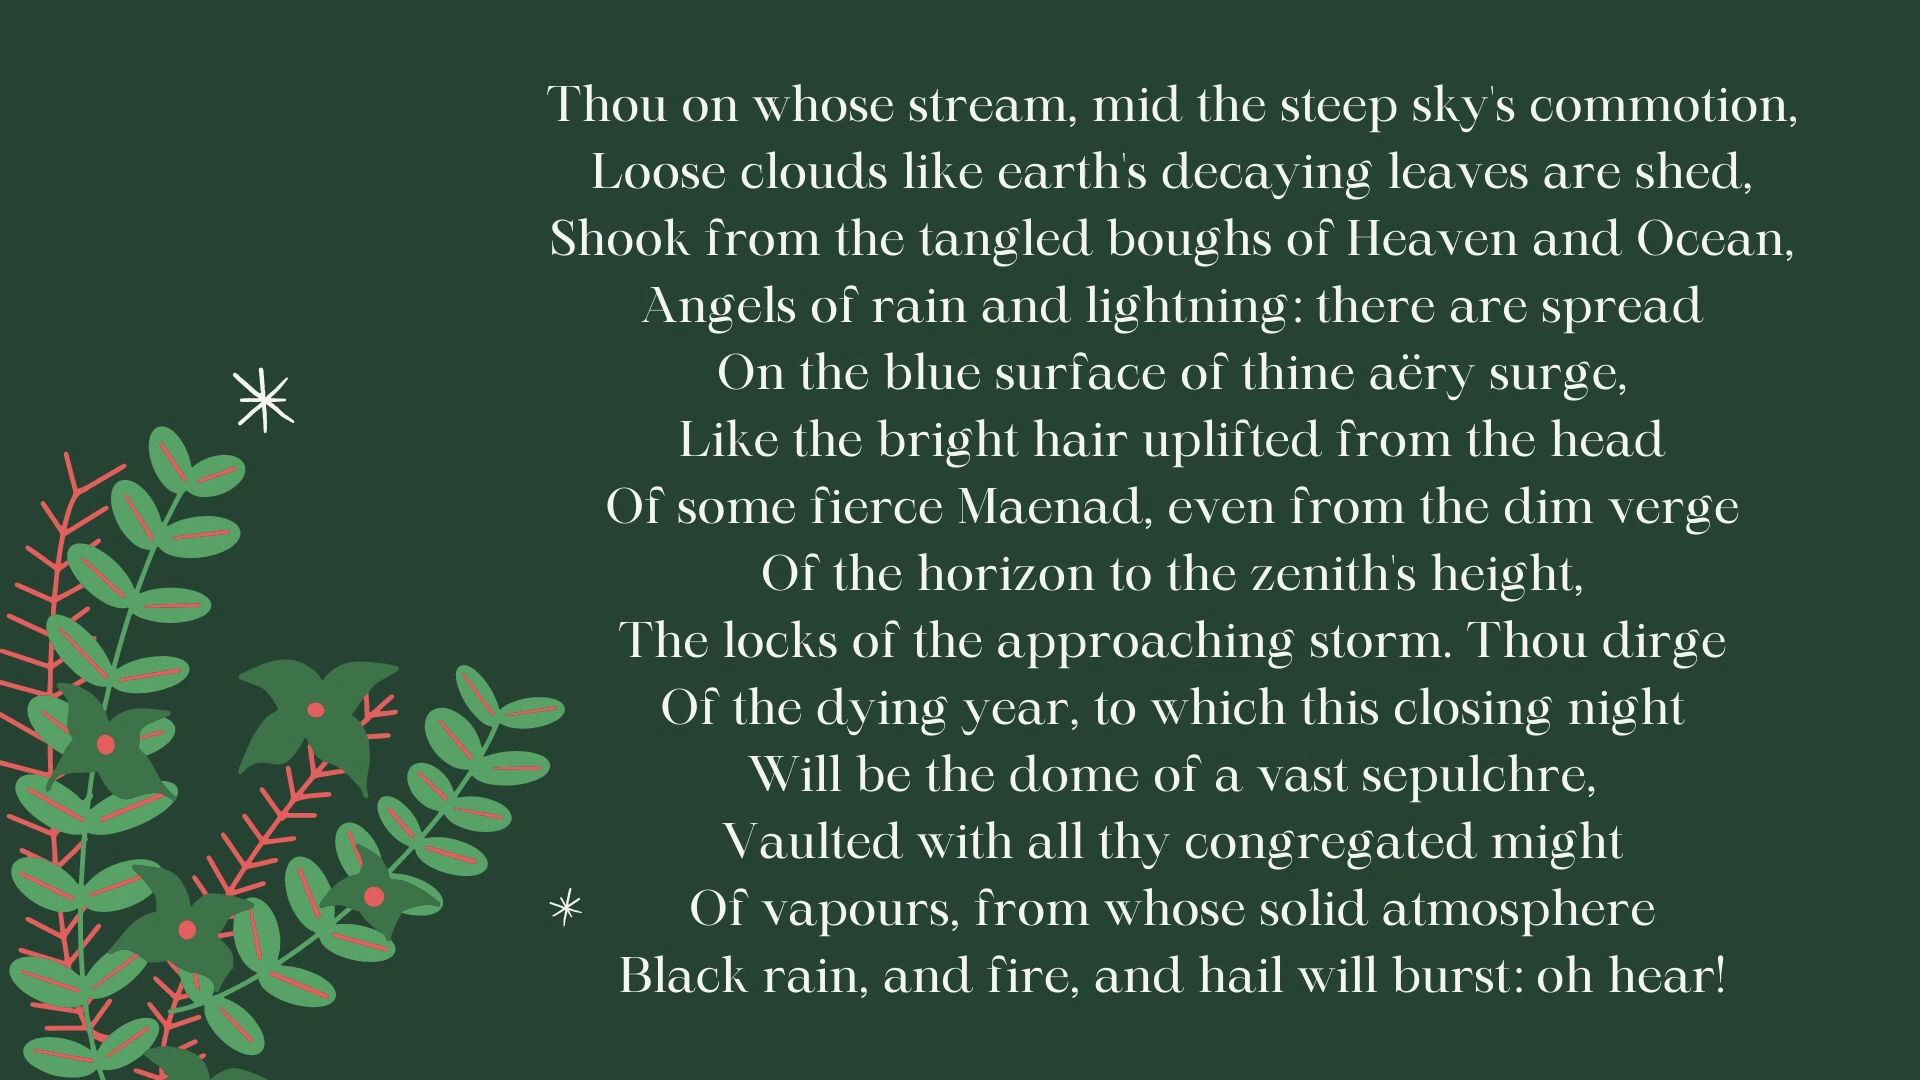 Thou on whose stream, mid the steep sky's commotion,
Loose clouds like earth's decaying leaves are shed,
Shook from the tangled boughs of Heaven and Ocean,
Angels of rain and lightning: there are spread
On the blue surface of thine aëry surge,
Like the bright hair uplifted from the head
Of some fierce Maenad, even from the dim verge
Of the horizon to the zenith's height,
The locks of the approaching storm. Thou dirge
Of the dying year, to which this closing night
Will be the dome of a vast sepulchre,
Vaulted with all thy congregated might
Of vapours, from whose solid atmosphere
Black rain, and fire, and hail will burst: oh hear!